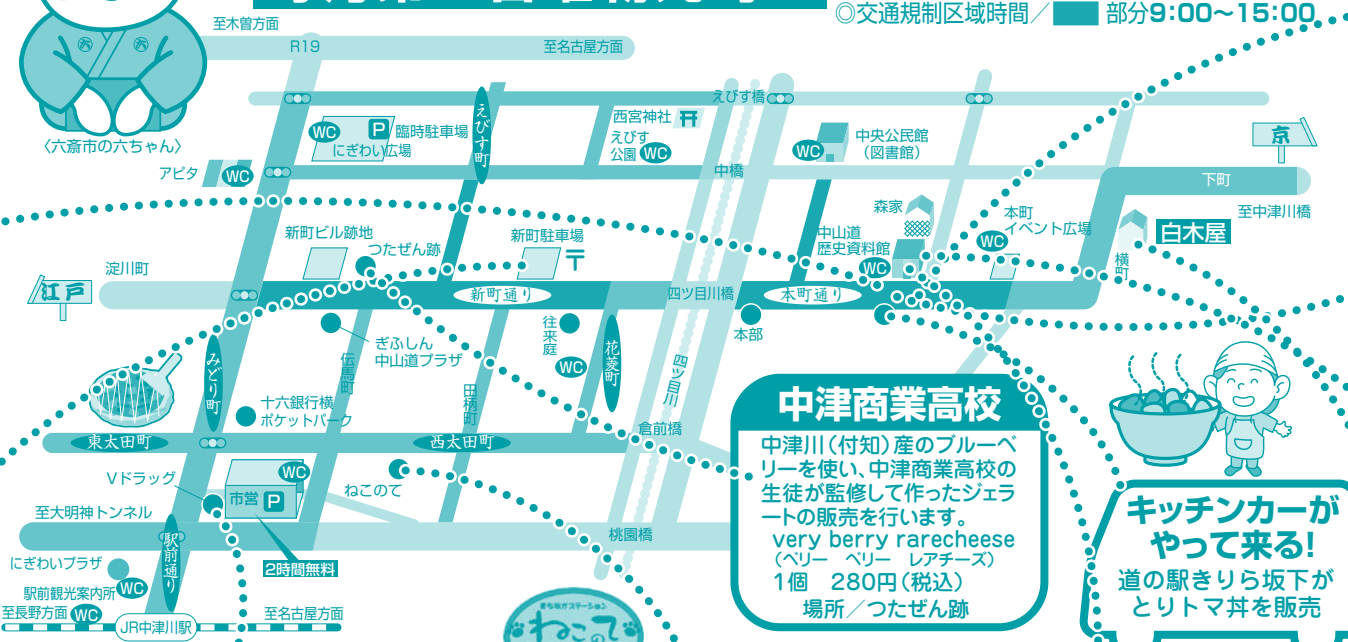 ◎交通規制区域時間／ 部分9:00〜15:00
至木曽方面
R19
至名古屋方面
〈六斎市の六ちゃん〉
えびす町
えびす橋
WC
P
臨時駐車場
にぎわい広場
西宮神社
えびす
公園
WC
WC
中央公民館
(図書館)
京
アピタ
WC
中橋
下町
至中津川橋
新町ビル跡地
つたぜん跡
新町駐車場
〒
森家
中山道
歴史資料館
WC
本町
イベント広場
WC
白木屋
横町
淀川町
江戸
新町通り
四ツ目川橋
本町通り
本部
ぎふしん
中山道プラザ
往来庭
WC
花菱町
四ツ目川
みどり町
伝馬町
田柄町
十六銀行横
ポケットパーク
倉前橋
東太田町
西太田町
Vドラッグ
市営
P
WC
ねこのて
至大明神トンネル
桃園橋
駅前通り
にぎわいプラザ
2時間無料
駅前観光案内所
WC
至長野方面
WC
JR中津川駅
至名古屋方面
まちなかステーション
ねこのて
中津商業高校
中津川(付知)産のブルーベ
リーを使い、中津商業高校の
生徒が監修して作ったジェラ
ートの販売を行います。
very berry rarecheese
(ベリー ベリー レアチーズ)
1個 280円(税込)
場所／つたぜん跡
キッチンカーが
やって来る!
道の駅きりら坂下が
とりトマ丼を販売